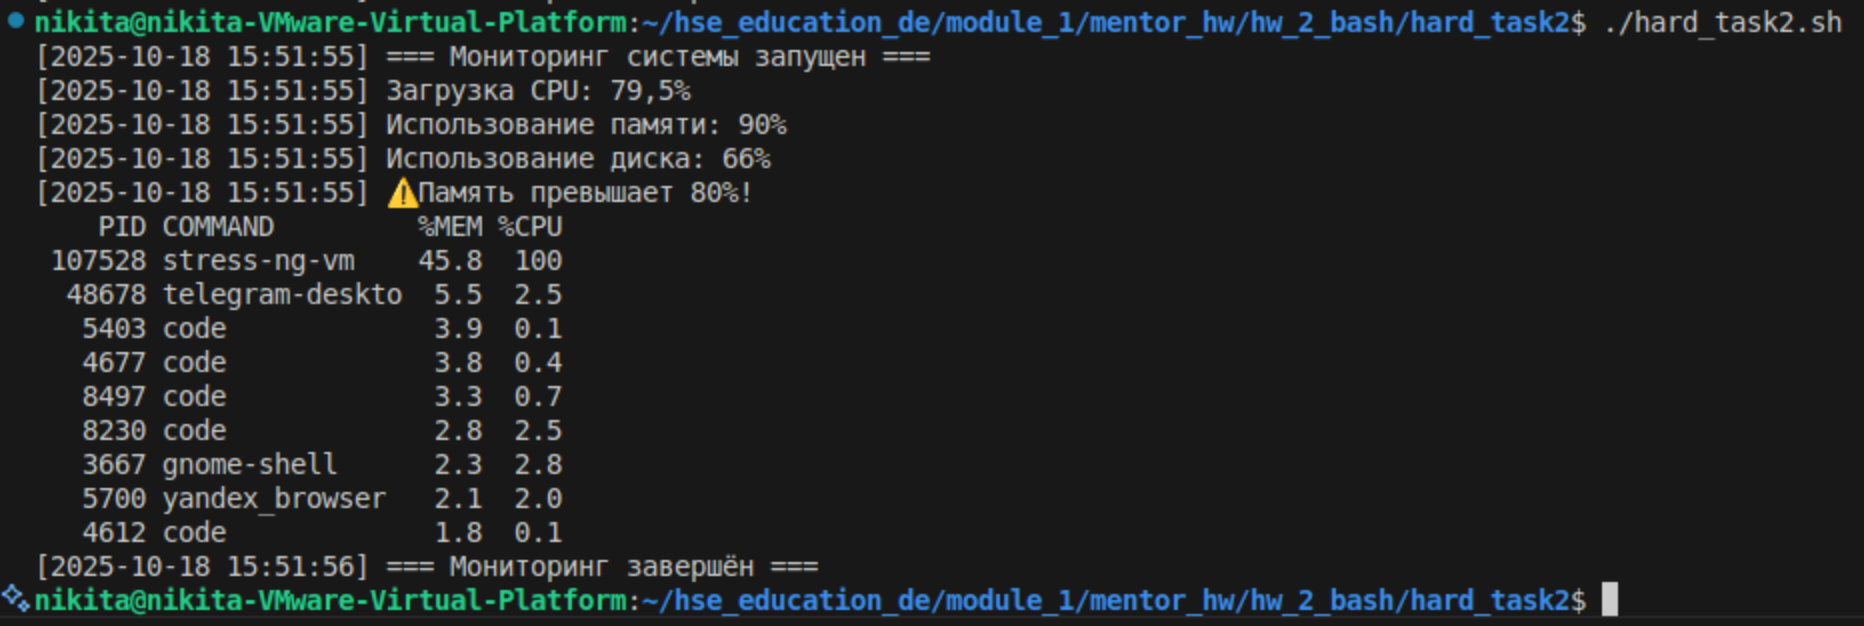 nikita@nikita-VMware-Virtual-Platform:~/hse_education_de/module_1/mentor_hw/hw_2_bash/hard_task2$ ./hard_task2.sh
[2025-10-18 15:51:55] === Мониторинг системы запущен ===
[2025-10-18 15:51:55] Загрузка CPU: 79,5%
[2025-10-18 15:51:55] Использование памяти: 90%
[2025-10-18 15:51:55] Использование диска: 66%
[2025-10-18 15:51:55] ⚠️Память превышает 80%!
    PID COMMAND         %MEM %CPU
 107528 stress-ng-vm    45.8  100
  48678 telegram-deskto  5.5  2.5
   5403 code             3.9  0.1
   4677 code             3.8  0.4
   8497 code             3.3  0.7
   8230 code             2.8  2.5
   3667 gnome-shell      2.3  2.8
   5700 yandex_browser   2.1  2.0
   4612 code             1.8  0.1
[2025-10-18 15:51:56] === Мониторинг завершён ===
nikita@nikita-VMware-Virtual-Platform:~/hse_education_de/module_1/mentor_hw/hw_2_bash/hard_task2$